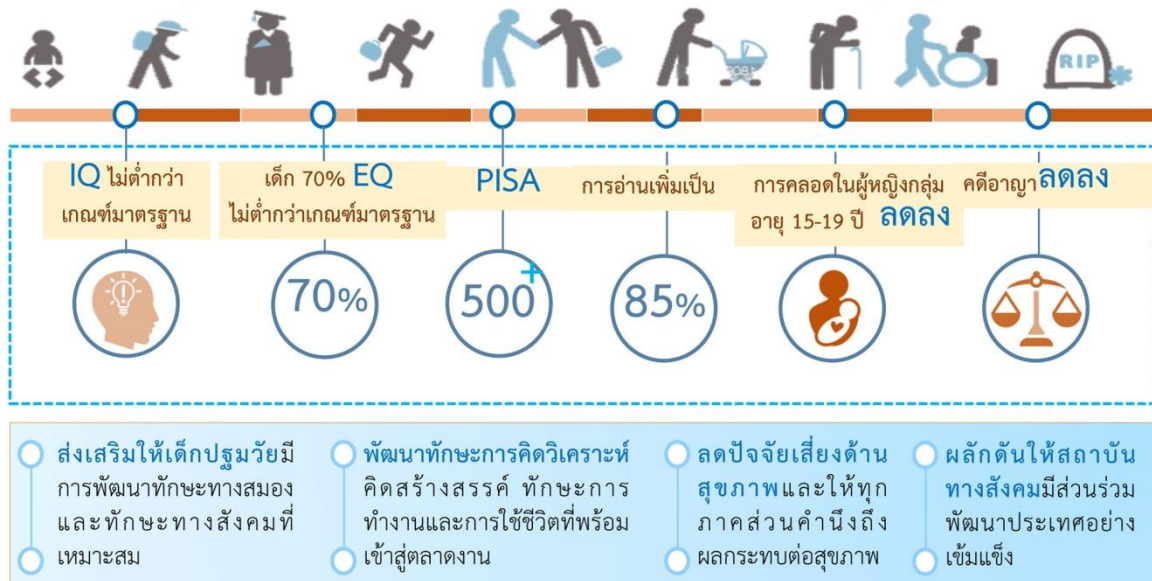 RIP
IQ ไม่ต่ำกว่า
เกณฑ์มาตรฐาน
เด็ก 70% EQ
ไม่ต่ำกว่าเกณฑ์มาตรฐาน
PISA
การอ่านเพิ่มเป็น
การคลอดในผู้หญิงกลุ่ม
อายุ 15-19 ปี ลดลง
คดีอาญาลดลง
70%
500+
85%
ส่งเสริมให้เด็กปฐมวัยมี
การพัฒนาทักษะทางสมอง
และทักษะทางสังคมที่
เหมาะสม
พัฒนาทักษะการคิดวิเคราะห์
คิดสร้างสรรค์ ทักษะการ
ทำงานและการใช้ชีวิตที่พร้อม
เข้าสู่ตลาดงาน
ลดปัจจัยเสี่ยงด้าน
สุขภาพและให้ทุก
ภาคส่วนคำนึงถึง
ผลกระทบต่อสุขภาพ
ผลักดันให้สถาบัน
ทางสังคมมีส่วนร่วม
พัฒนาประเทศอย่าง
เข้มแข็ง